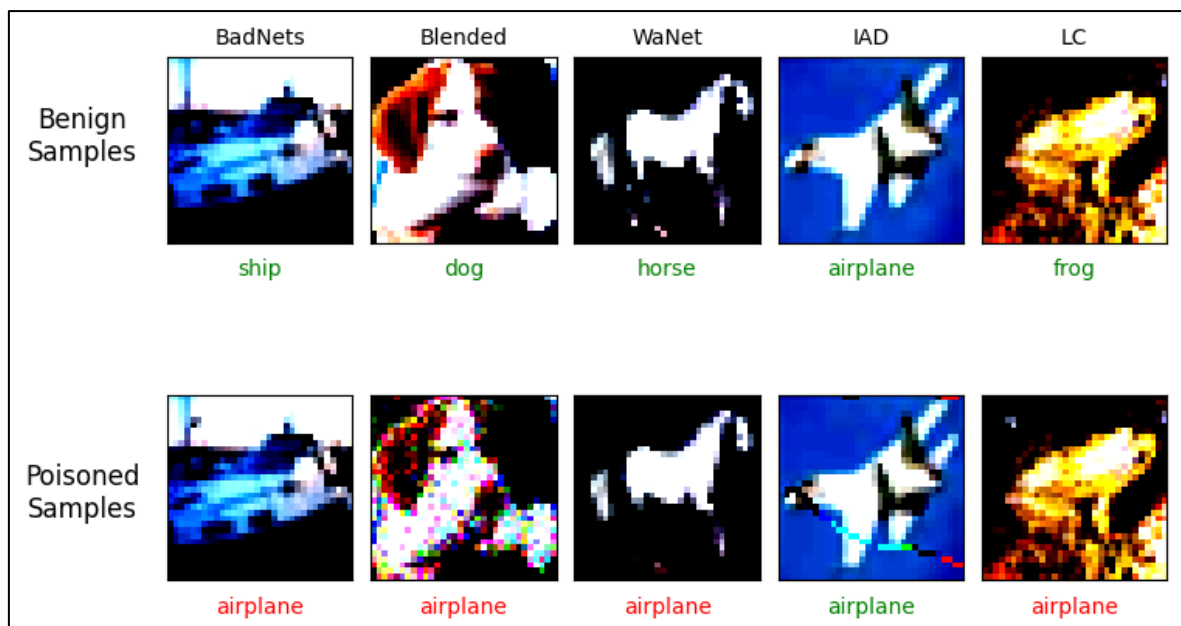 BadNets Blended WaNet IAD LC
Benign
Samples
ship dog horse airplane frog
Poisoned
Samples
airplane airplane airplane airplane airplane